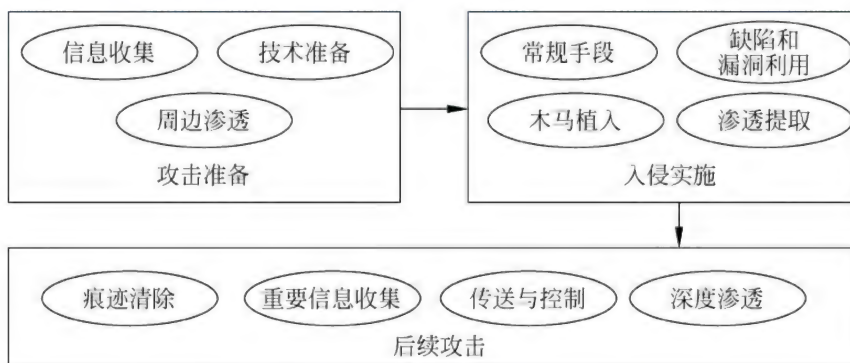 信息收集
技术准备
周边渗透
攻击准备
常规手段
缺陷和
漏洞利用
木马植入
渗透提取
入侵实施
痕迹清除
重要信息收集
传送与控制
深度渗透
后续攻击